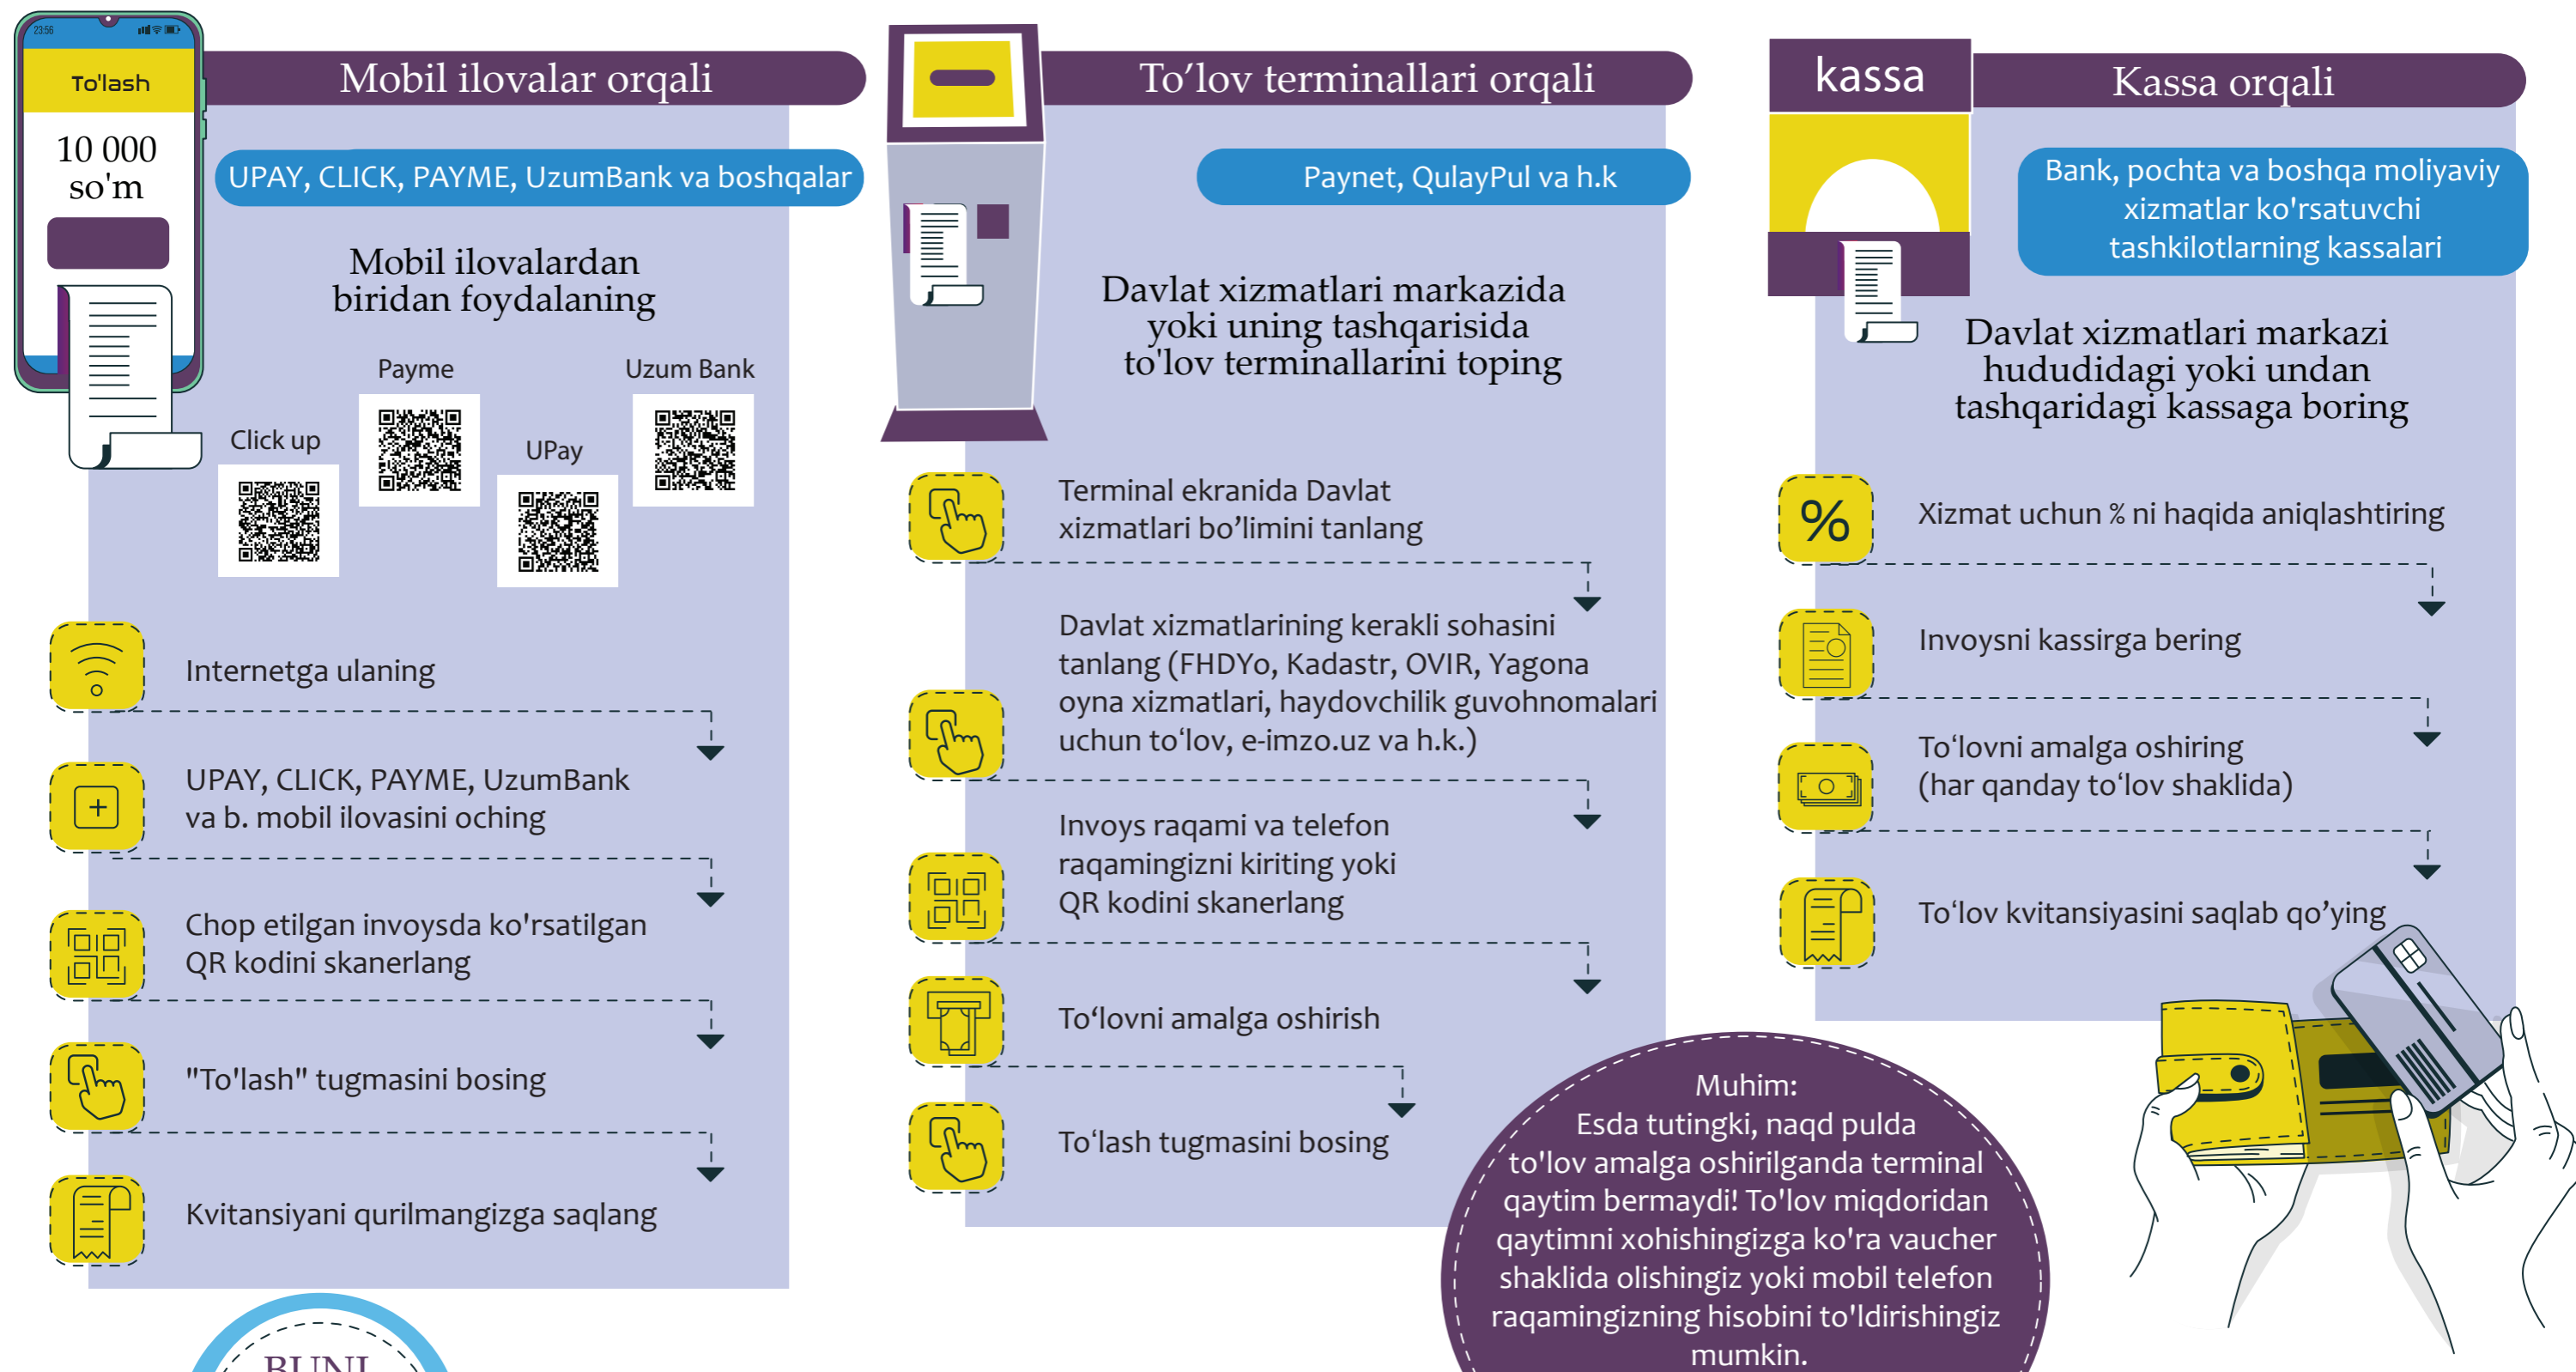 23:56
To'lash
10 000
so'm
Mobil ilovalar orqali
UPAY, CLICK, PAYME, UzumBank va boshqalar
Mobil ilovalardan
biridan foydalaning
Payme
Uzum Bank
Click up
UPay
Internetga ulaning
UPAY, CLICK, PAYME, UzumBank
va b. mobil ilovasini oching
Chop etilgan invoysda ko'rsatilgan
QR kodini skanerlang
"To'lash" tugmasini bosing
Kvitansiyani qurilmangizga saqlang
BUNI
To’lov terminallari orqali
Paynet, QulayPul va h.k
Davlat xizmatlari markazida
yoki uning tashqarisida
to'lov terminallarini toping
Terminal ekranida Davlat
xizmatlari bo’limini tanlang
Davlat xizmatlarining kerakli sohasini
tanlang (FHDYo, Kadastr, OVIR, Yagona
oyna xizmatlari, haydovchilik guvohnomalari
uchun to‘lov, e-imzo.uz va h.k.)
Invoys raqami va telefon
raqamingizni kiriting yoki
QR kodini skanerlang
To‘lovni amalga oshirish
To‘lash tugmasini bosing
kassa
Kassa orqali
Bank, pochta va boshqa moliyaviy
xizmatlar ko'rsatuvchi
tashkilotlarning kassalari
Davlat xizmatlari markazi
hududidagi yoki undan
tashqaridagi kassaga boring
%
Xizmat uchun % ni haqida aniqlashtiring
Invoysni kassirga bering
To‘lovni amalga oshiring
(har qanday to‘lov shaklida)
To‘lov kvitansiyasini saqlab qo’ying
Muhim:
Esda tutingki, naqd pulda
to'lov amalga oshirilganda terminal
qaytim bermaydi! To'lov miqdoridan
qaytimni xohishingizga ko'ra vaucher
shaklida olishingiz yoki mobil telefon
raqamingizning hisobini to'ldirishingiz
mumkin.